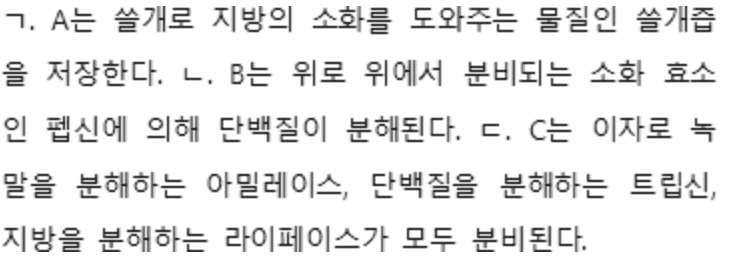 ㄱ. A는 쓸개로 지방의 소화를 도와주는 물질인 쓸개즙
을 저장한다. ㄴ. B는 위로 위에서 분비되는 소화 효소
인 펩신에 의해 단백질이 분해된다. ㄷ. C는 이자로 녹
말을 분해하는 아밀레이스, 단백질을 분해하는 트립신,
지방을 분해하는 라이페이스가 모두 분비된다.